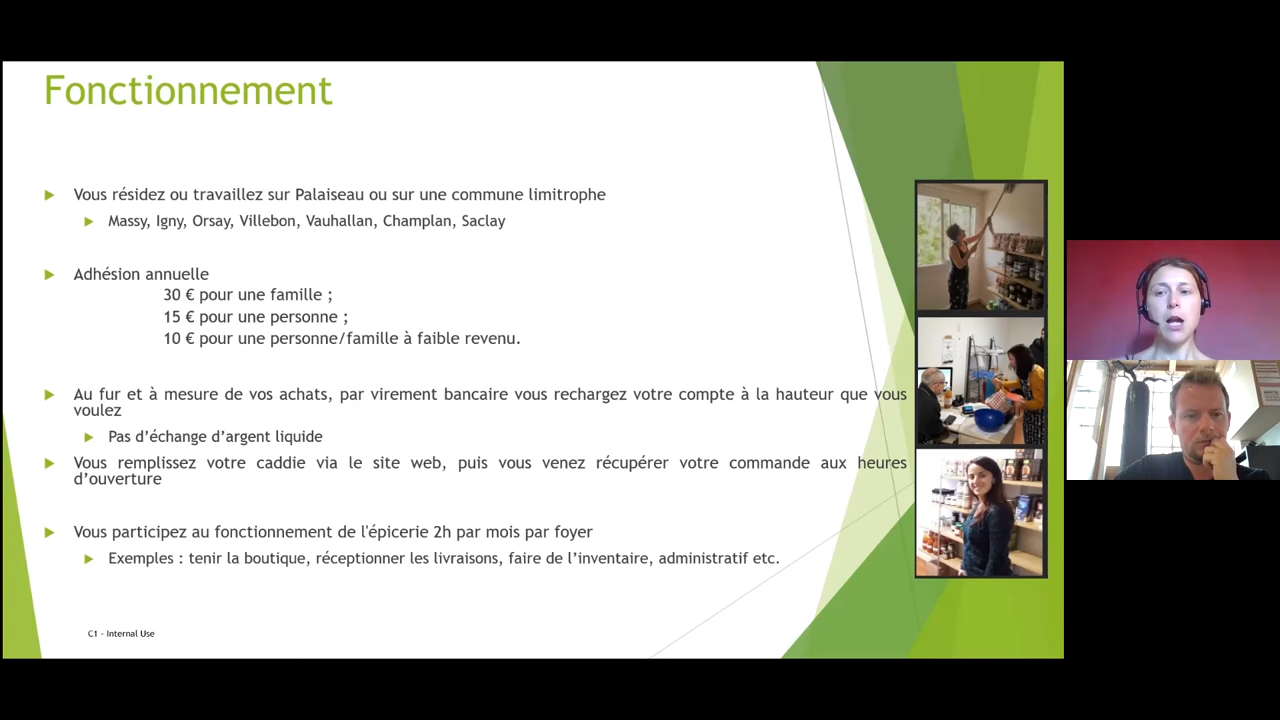 Fonctionnement
Vous résidez ou travaillez sur Palaiseau ou sur une commune limitrophe
Massy, Igny, Orsay, Villebon, Vauhallan, Champlan, Saclay
Adhésion annuelle
30 € pour une famille ;
15 € pour une personne ;
10 € pour une personne/famille à faible revenu.
Au fur et à mesure de vos achats, par virement bancaire vous rechargez votre compte à la hauteur que vous
voulez
Pas d’échange d’argent liquide
Vous remplissez votre caddie via le site web, puis vous venez récupérer votre commande aux heures
d’ouverture
Vous participez au fonctionnement de l'épicerie 2h par mois par foyer
Exemples : tenir la boutique, réceptionner les livraisons, faire de l’inventaire, administratif etc.
C1 - Internal Use